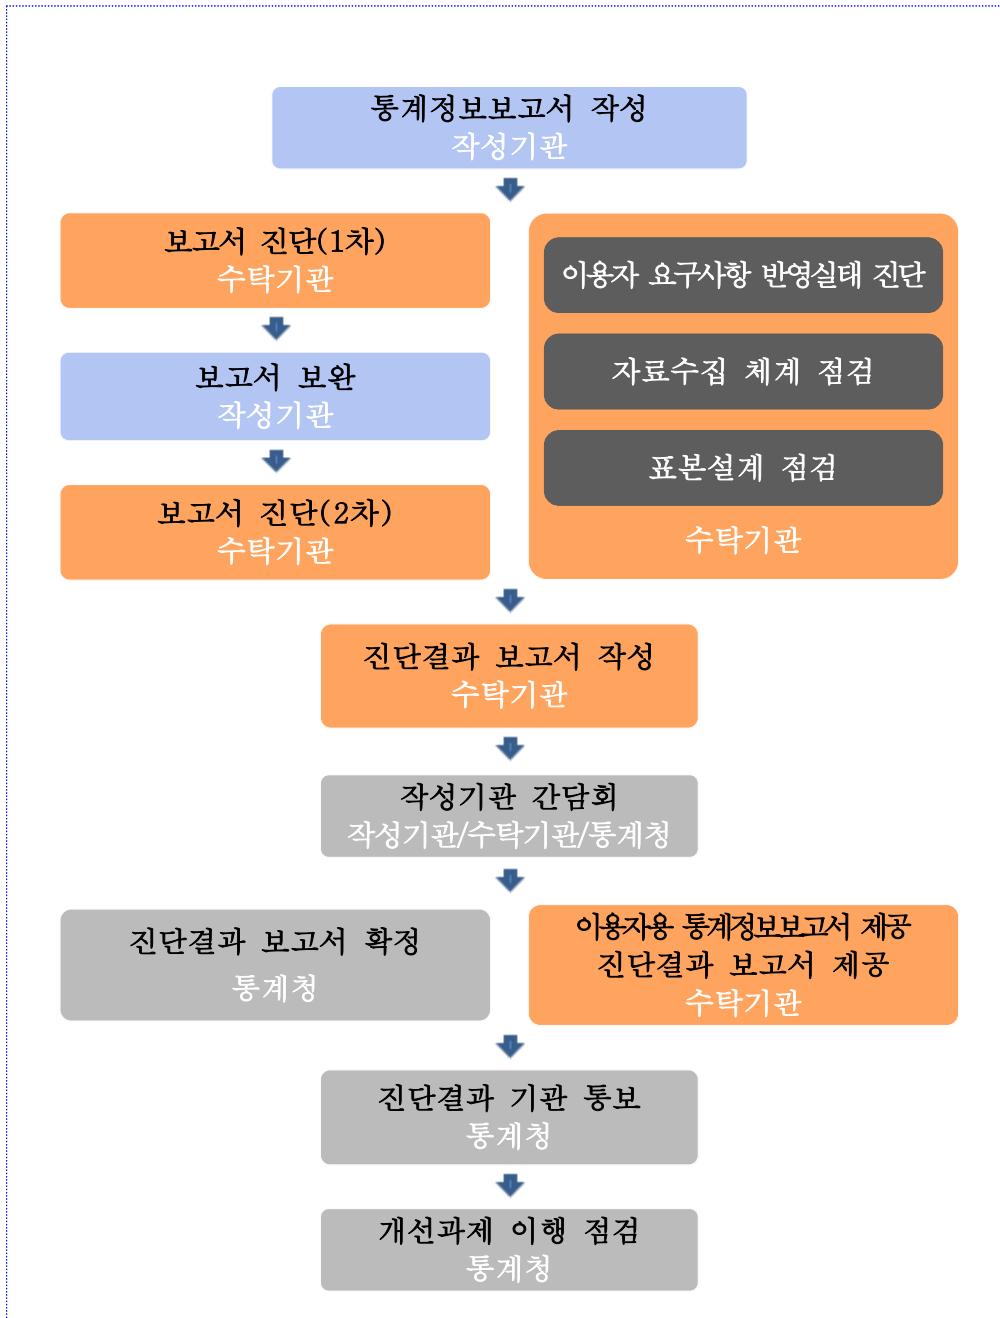 통계정보보고서 작성
작성기관
보고서 진단(1차)
수탁기관
보고서 보완
작성기관
보고서 진단(2차)
수탁기관
이용자 요구사항 반영실태 진단
자료수집 체계 점검
표본설계 점검
수탁기관
진단결과 보고서 작성
수탁기관
작성기관 간담회
작성기관/수탁기관/통계청
진단결과 보고서 확정
통계청
이용자용 통계정보보고서 제공
진단결과 보고서 제공
수탁기관
진단결과 기관 통보
통계청
개선과제 이행 점검
통계청